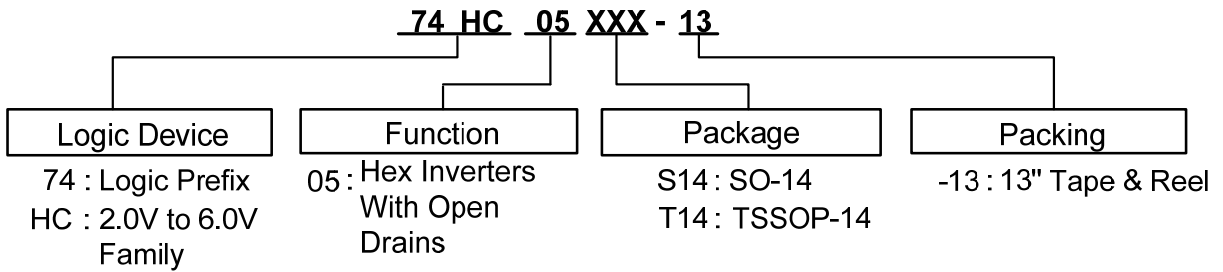 74 HC 05 XXX - 13
Logic Device
Function
Package
Packing
74 : Logic Prefix
HC : 2.0V to 6.0V
Family
05 : Hex Inverters
With Open
Drains
S14 : SO-14
T14 : TSSOP-14
-13 : 13" Tape & Reel